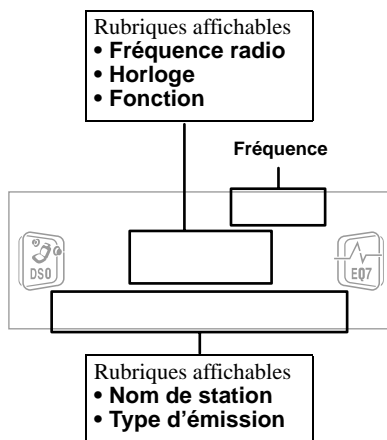 Rubriques affichables
• Fréquence radio
• Horloge
• Fonction
Fréquence
DSO
EQ7
Rubriques affichables
• Nom de station
• Type d'émission